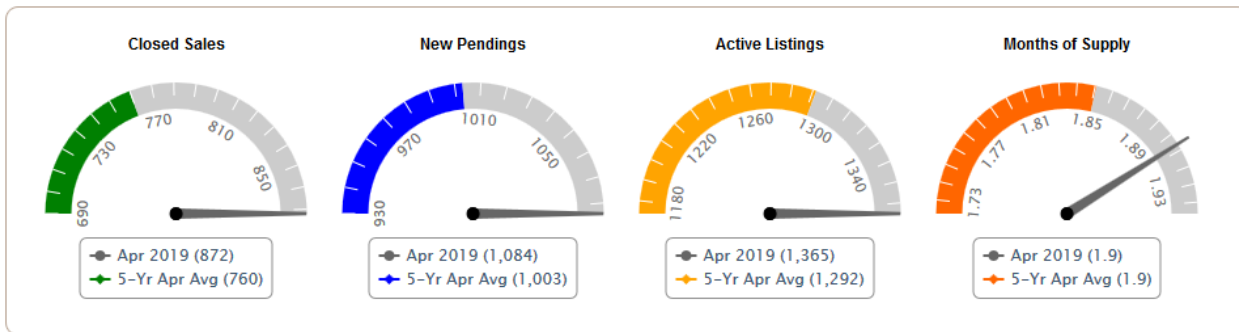 Closed Sales
690
730
770
810
850
Apr 2019 (872)
5-Yr Apr Avg (760)
New Pendings
930
970
1010
1050
Apr 2019 (1,084)
5-Yr Apr Avg (1,003)
Active Listings
1180
1220
1260
1300
1340
Apr 2019 (1,365)
5-Yr Apr Avg (1,292)
Months of Supply
1.73
1.77
1.81
1.85
1.89
1.93
Apr 2019 (1.9)
5-Yr Apr Avg (1.9)